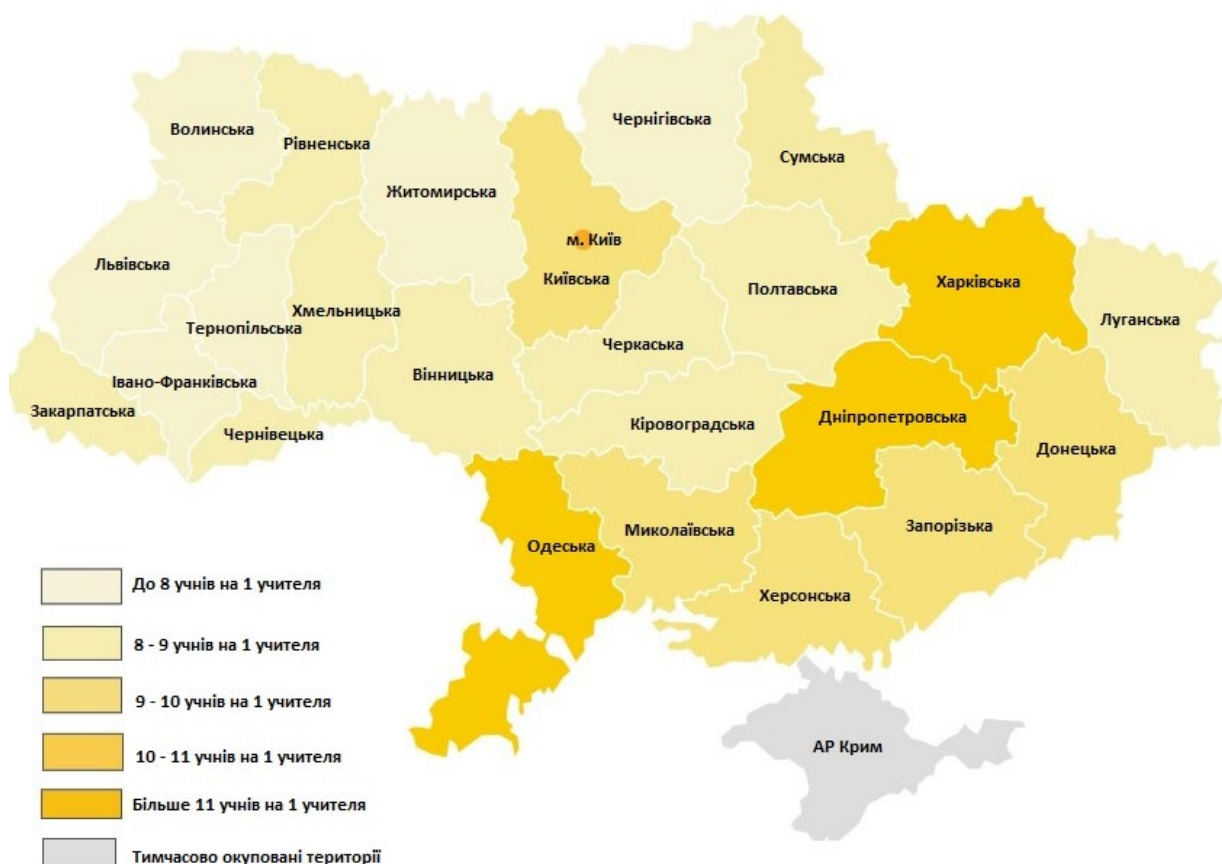 Чернігівська
Волинська
Рівненська
Сумська
Житомирська
м. Київ
Львівська
Київська
Харківська
Полтавська
Хмельницька
Тернопільська
Луганська
Черкаська
Вінницька
Івано-Франківська
Закарпатська
Чернівецька
Кіровоградська
Дніпропетровська
Донецька
Запорізька
Миколаївська
Одеська
Херсонська
АР Крим
До 8 учнів на 1 учителя
8 - 9 учнів на 1 учителя
9 - 10 учнів на 1 учителя
10 - 11 учнів на 1 учителя
Більше 11 учнів на 1 учителя
Тимчасово окуповані території